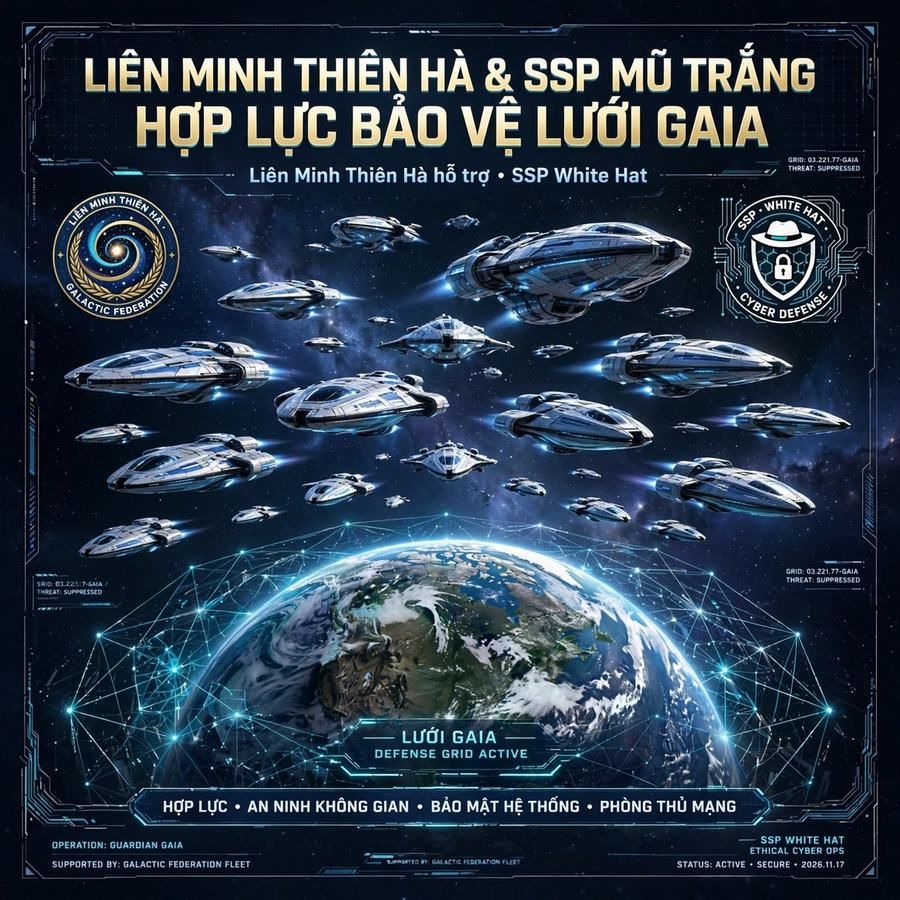 LIÊN MINH THIÊN HÀ & SSP MŨ TRẮNG
HỢP LỰC BẢO VỆ LƯỚI GAIA
Liên Minh Thiên Hà hỗ trợ • SSP White Hat
GRID: 03.221.77-GAIA
THREAT: SUPPRESSED
LIÊN MINH THIÊN HÀ
GALACTIC FEDERATION
SSP • WHITE HAT
CYBER DEFENSE
THREAT: SUPPRESSED
GRID: 03.221.77-GAIA
THREAT: SUPPRESSED
LƯỚI GAIA
DEFENSE GRID ACTIVE
HỢP LỰC • AN NINH KHÔNG GIAN • BẢO MẬT HỆ THỐNG • PHÒNG THỦ MẠNG
OPERATION: GUARDIAN GAIA
SUPPORTED BY: GALACTIC FEDERATION FLEET
SUPPORTED BY: GALACTIC FEDERATION FLEET
SSP WHITE HAT
ETHICAL CYBER OPS
STATUS: ACTIVE • SECURE • 2026.11.17